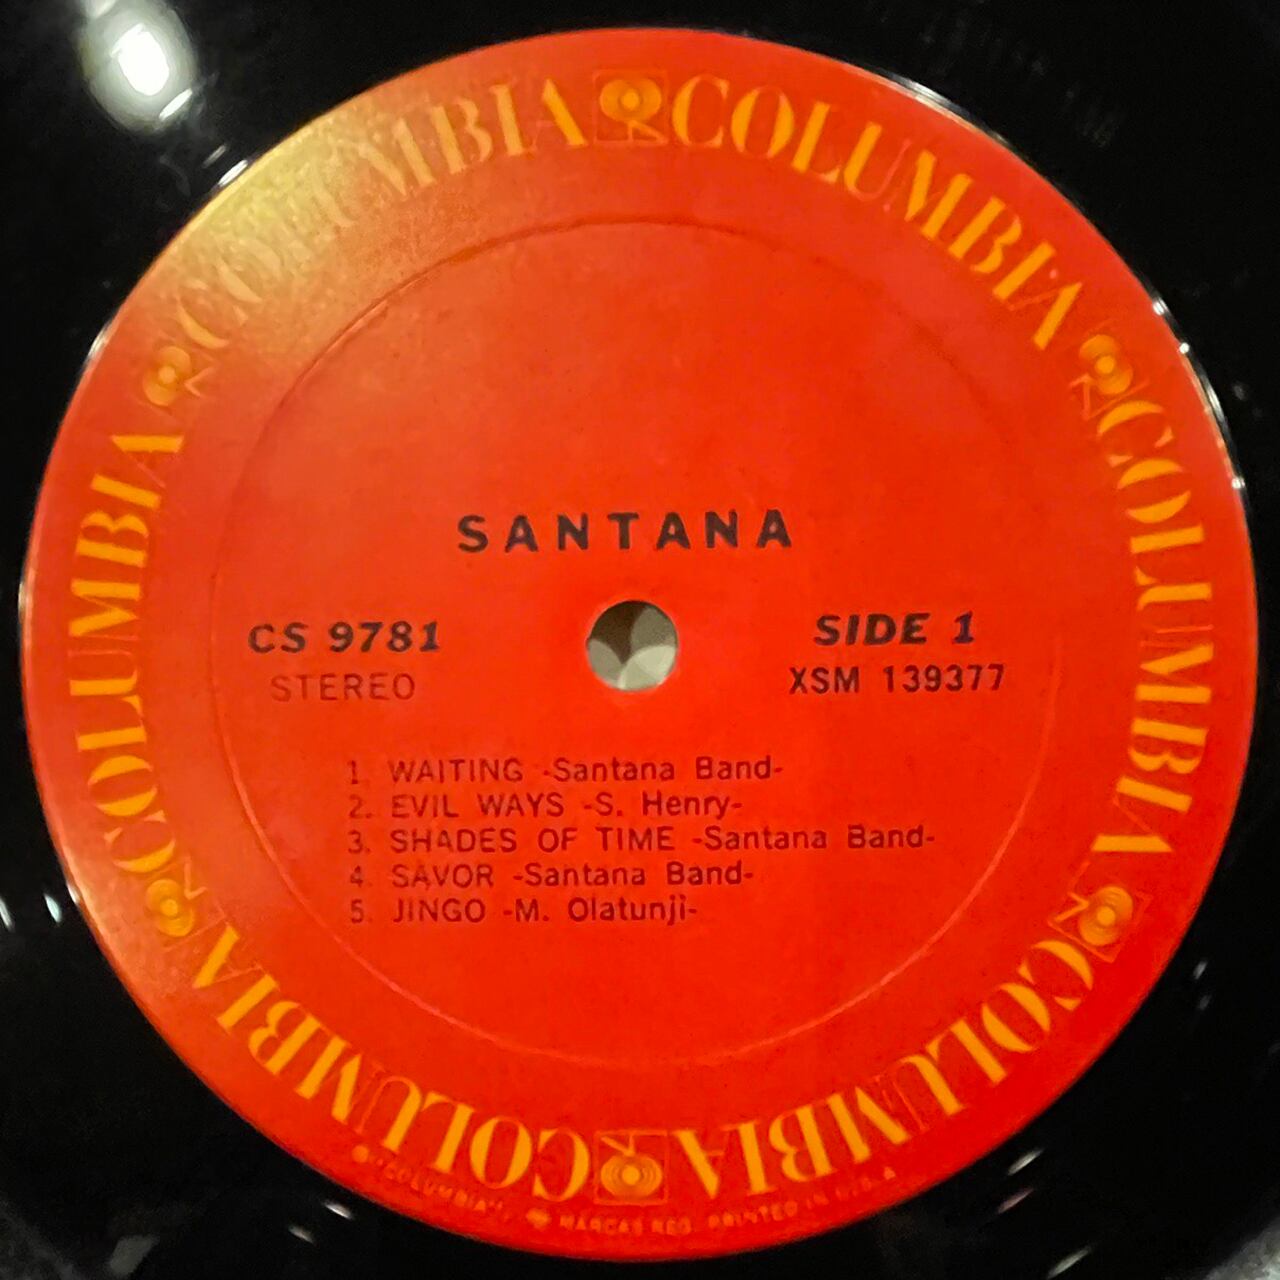 COLUMBIA COLUMBIA COLUMBIA COLUMBIA COLUMBIA COLUMBIA
SANTANA
CS 9781
STEREO
SIDE 1
XSM 139377
1. WAITING -Santana Band-
2. EVIL WAYS -S. Henry-
3. SHADES OF TIME -Santana Band-
4. SAVOR -Santana Band-
5. JINGO -M. Olatunji-
"COLUMBIA", MARCAS REG. PRINTED IN U.S.A.